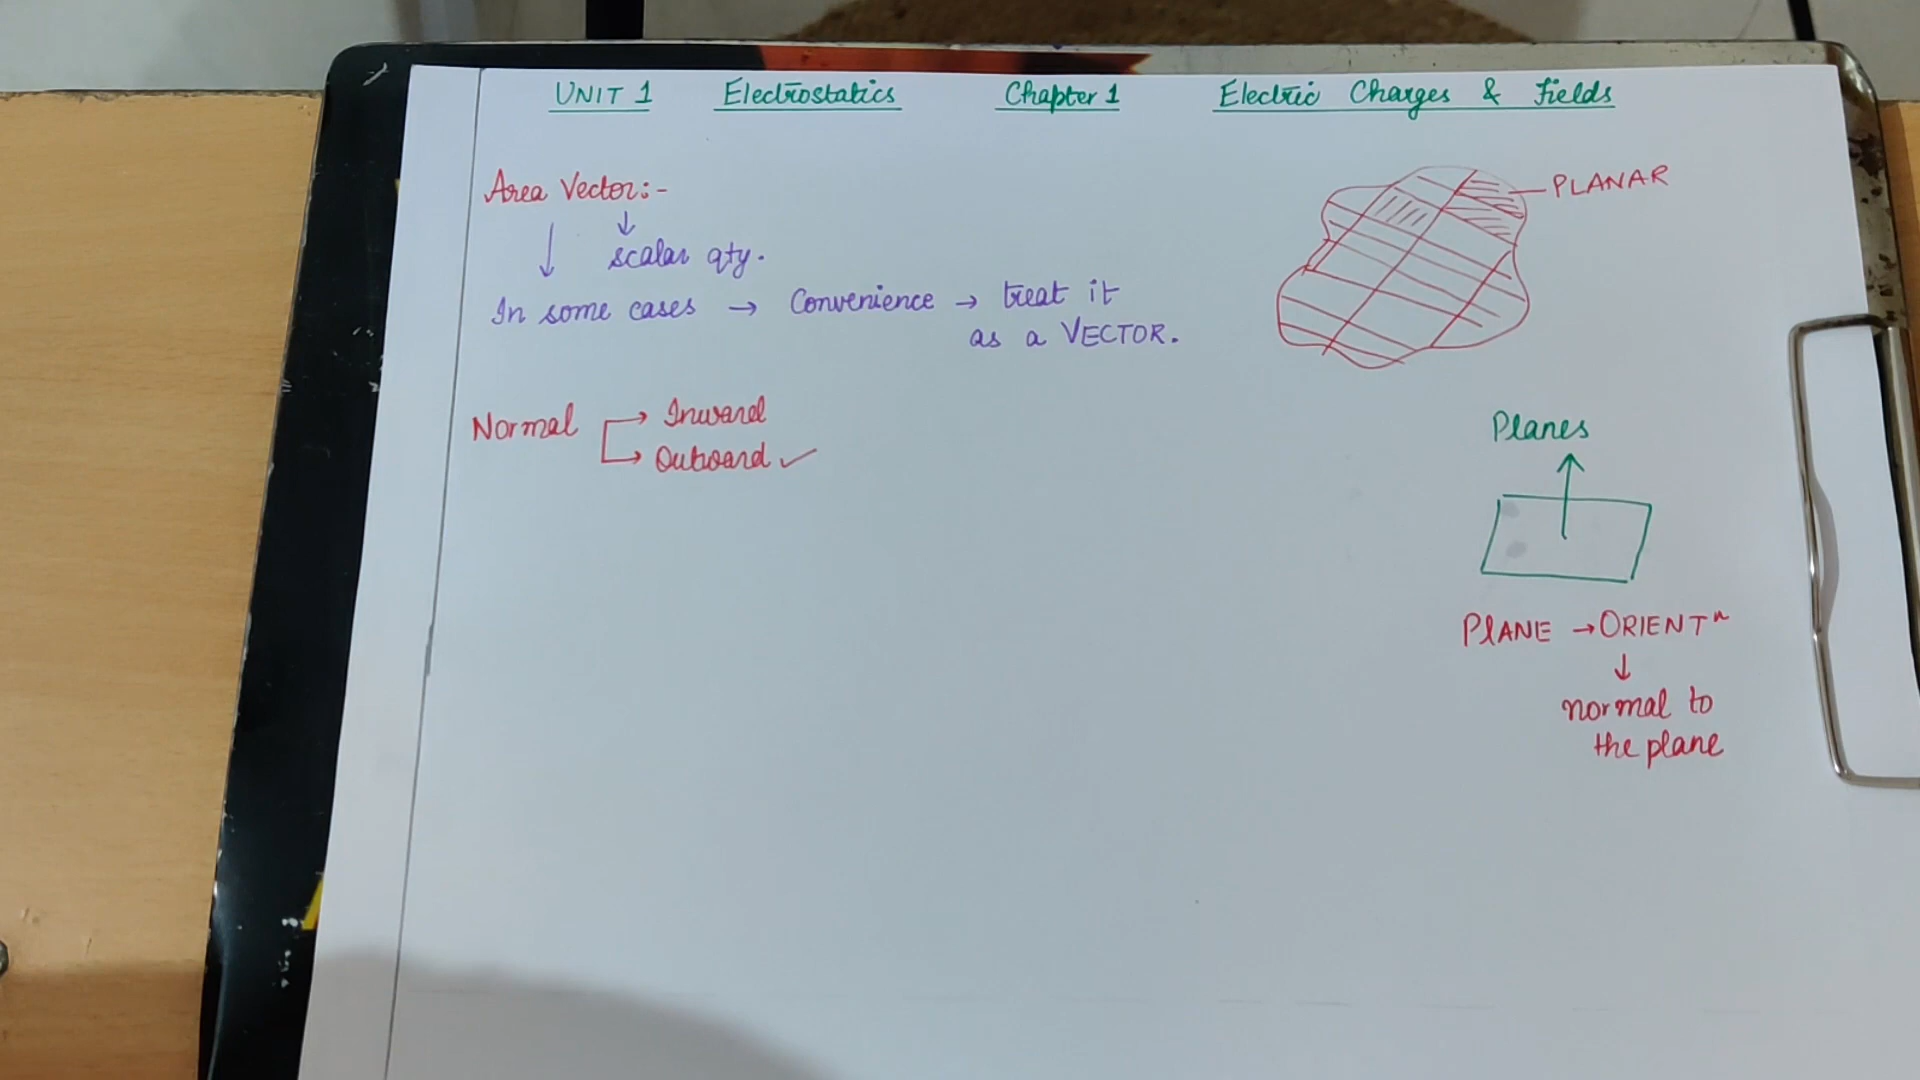 UNIT 1 Electrostatics Chapter 1 Electric Charges & Fields
Area Vector:-
↓ ↓
scalar qty.
In some cases → Convenience → treat it
as a VECTOR.
PLANAR
Normal → Inward
→ Outward ✓
Planes
PLANE → ORIENTⁿ
↓
normal to
the plane